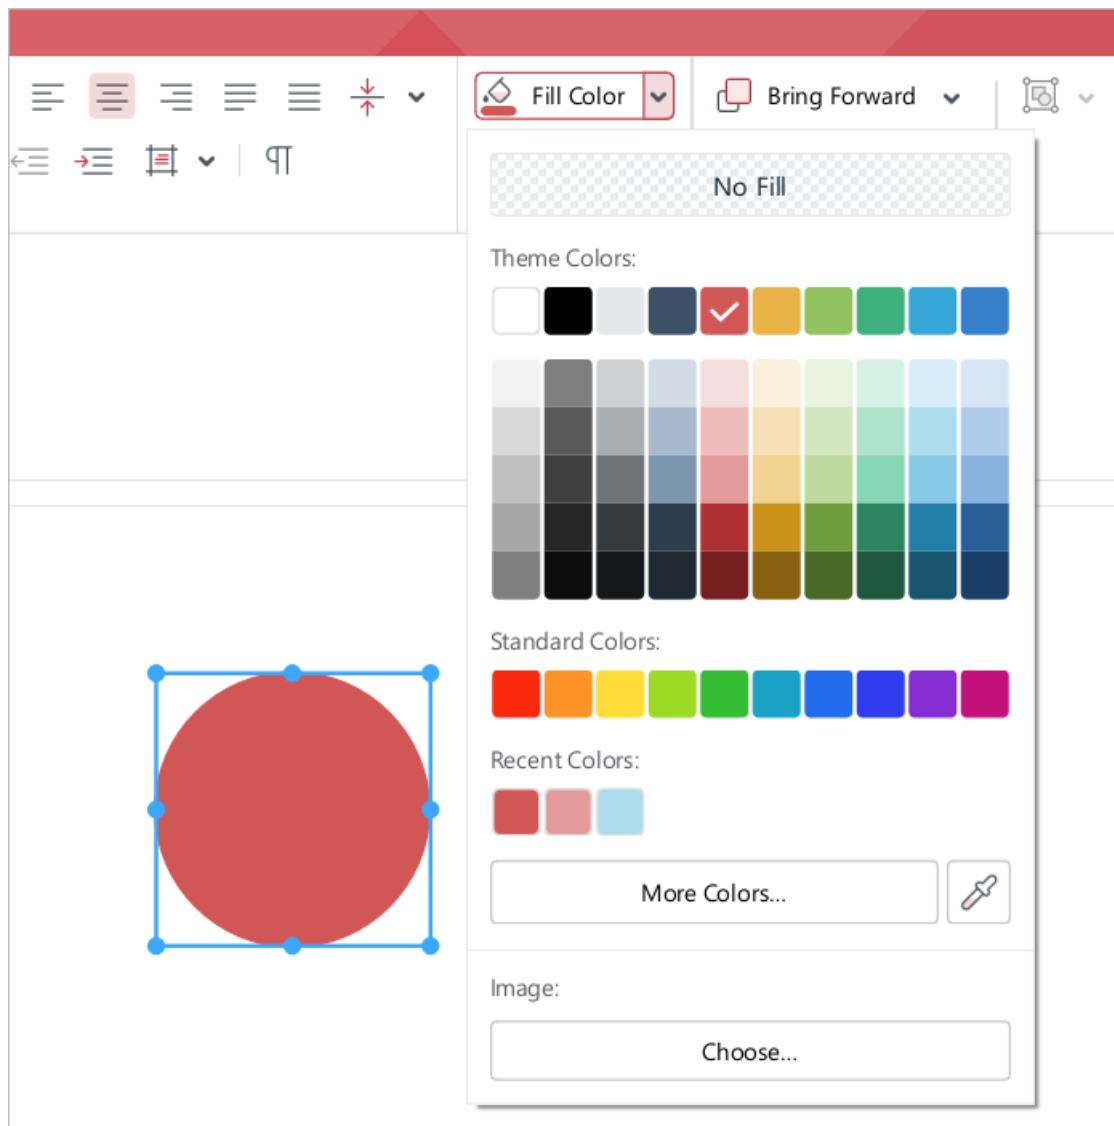 Fill Color
Bring Forward
No Fill
Theme Colors:
Standard Colors:
Recent Colors:
More Colors...
Image:
Choose...